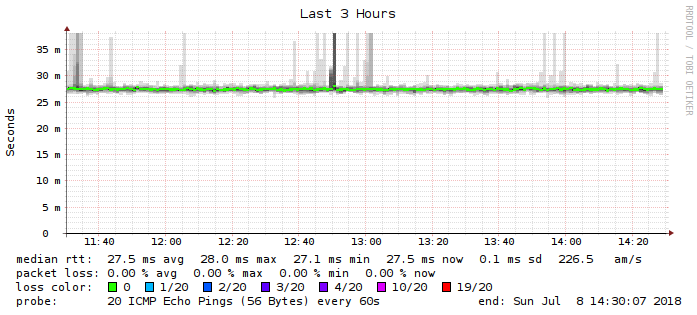 Last 3 Hours
RRDTOOL / TOBI OETIKER
Seconds
35 m
30 m
25 m
20 m
15 m
10 m
5 m
0
11:40 12:00 12:20 12:40 13:00 13:20 13:40 14:00 14:20
median rtt: 27.5 ms avg 28.0 ms max 27.1 ms min 27.5 ms now 0.1 ms sd 226.5 am/s
packet loss: 0.00 % avg 0.00 % max 0.00 % min 0.00 % now
loss color: 0 1/20 2/20 3/20 4/20 10/20 19/20
probe: 20 ICMP Echo Pings (56 Bytes) every 60s end: Sun Jul 8 14:30:07 2018